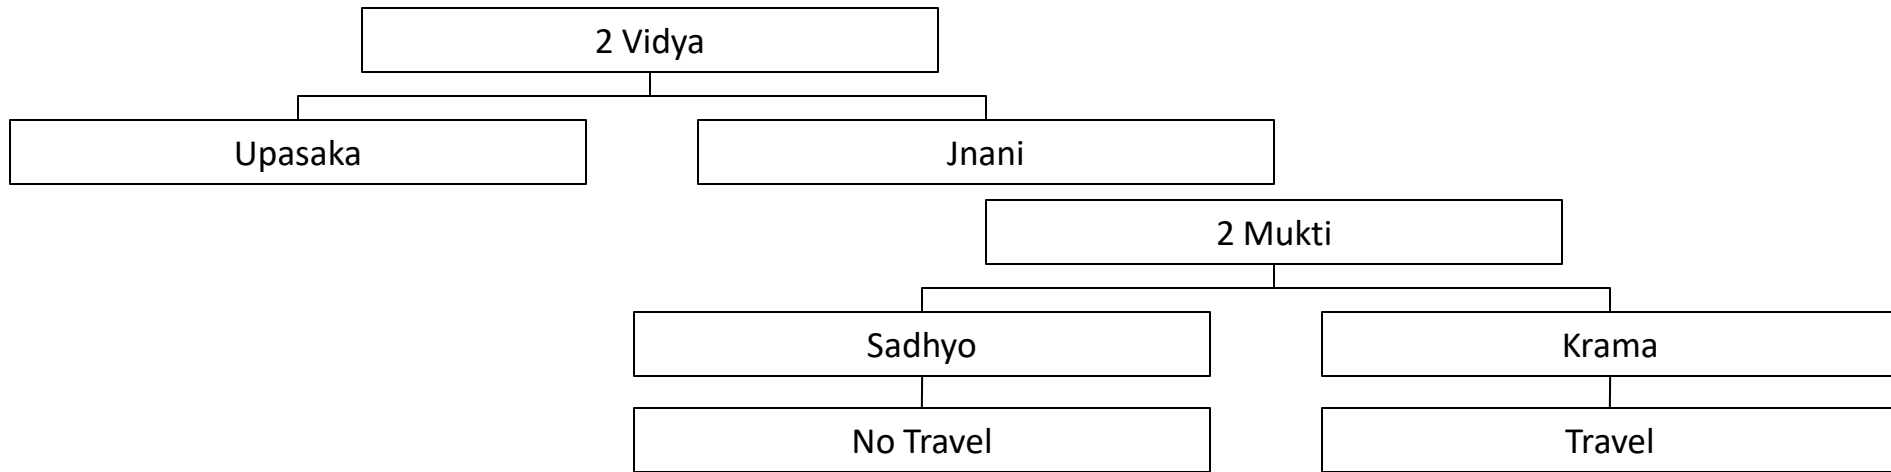 2 Vidya
Upasaka
Jnani
2 Mukti
Sadhyo
Krama
No Travel
Travel